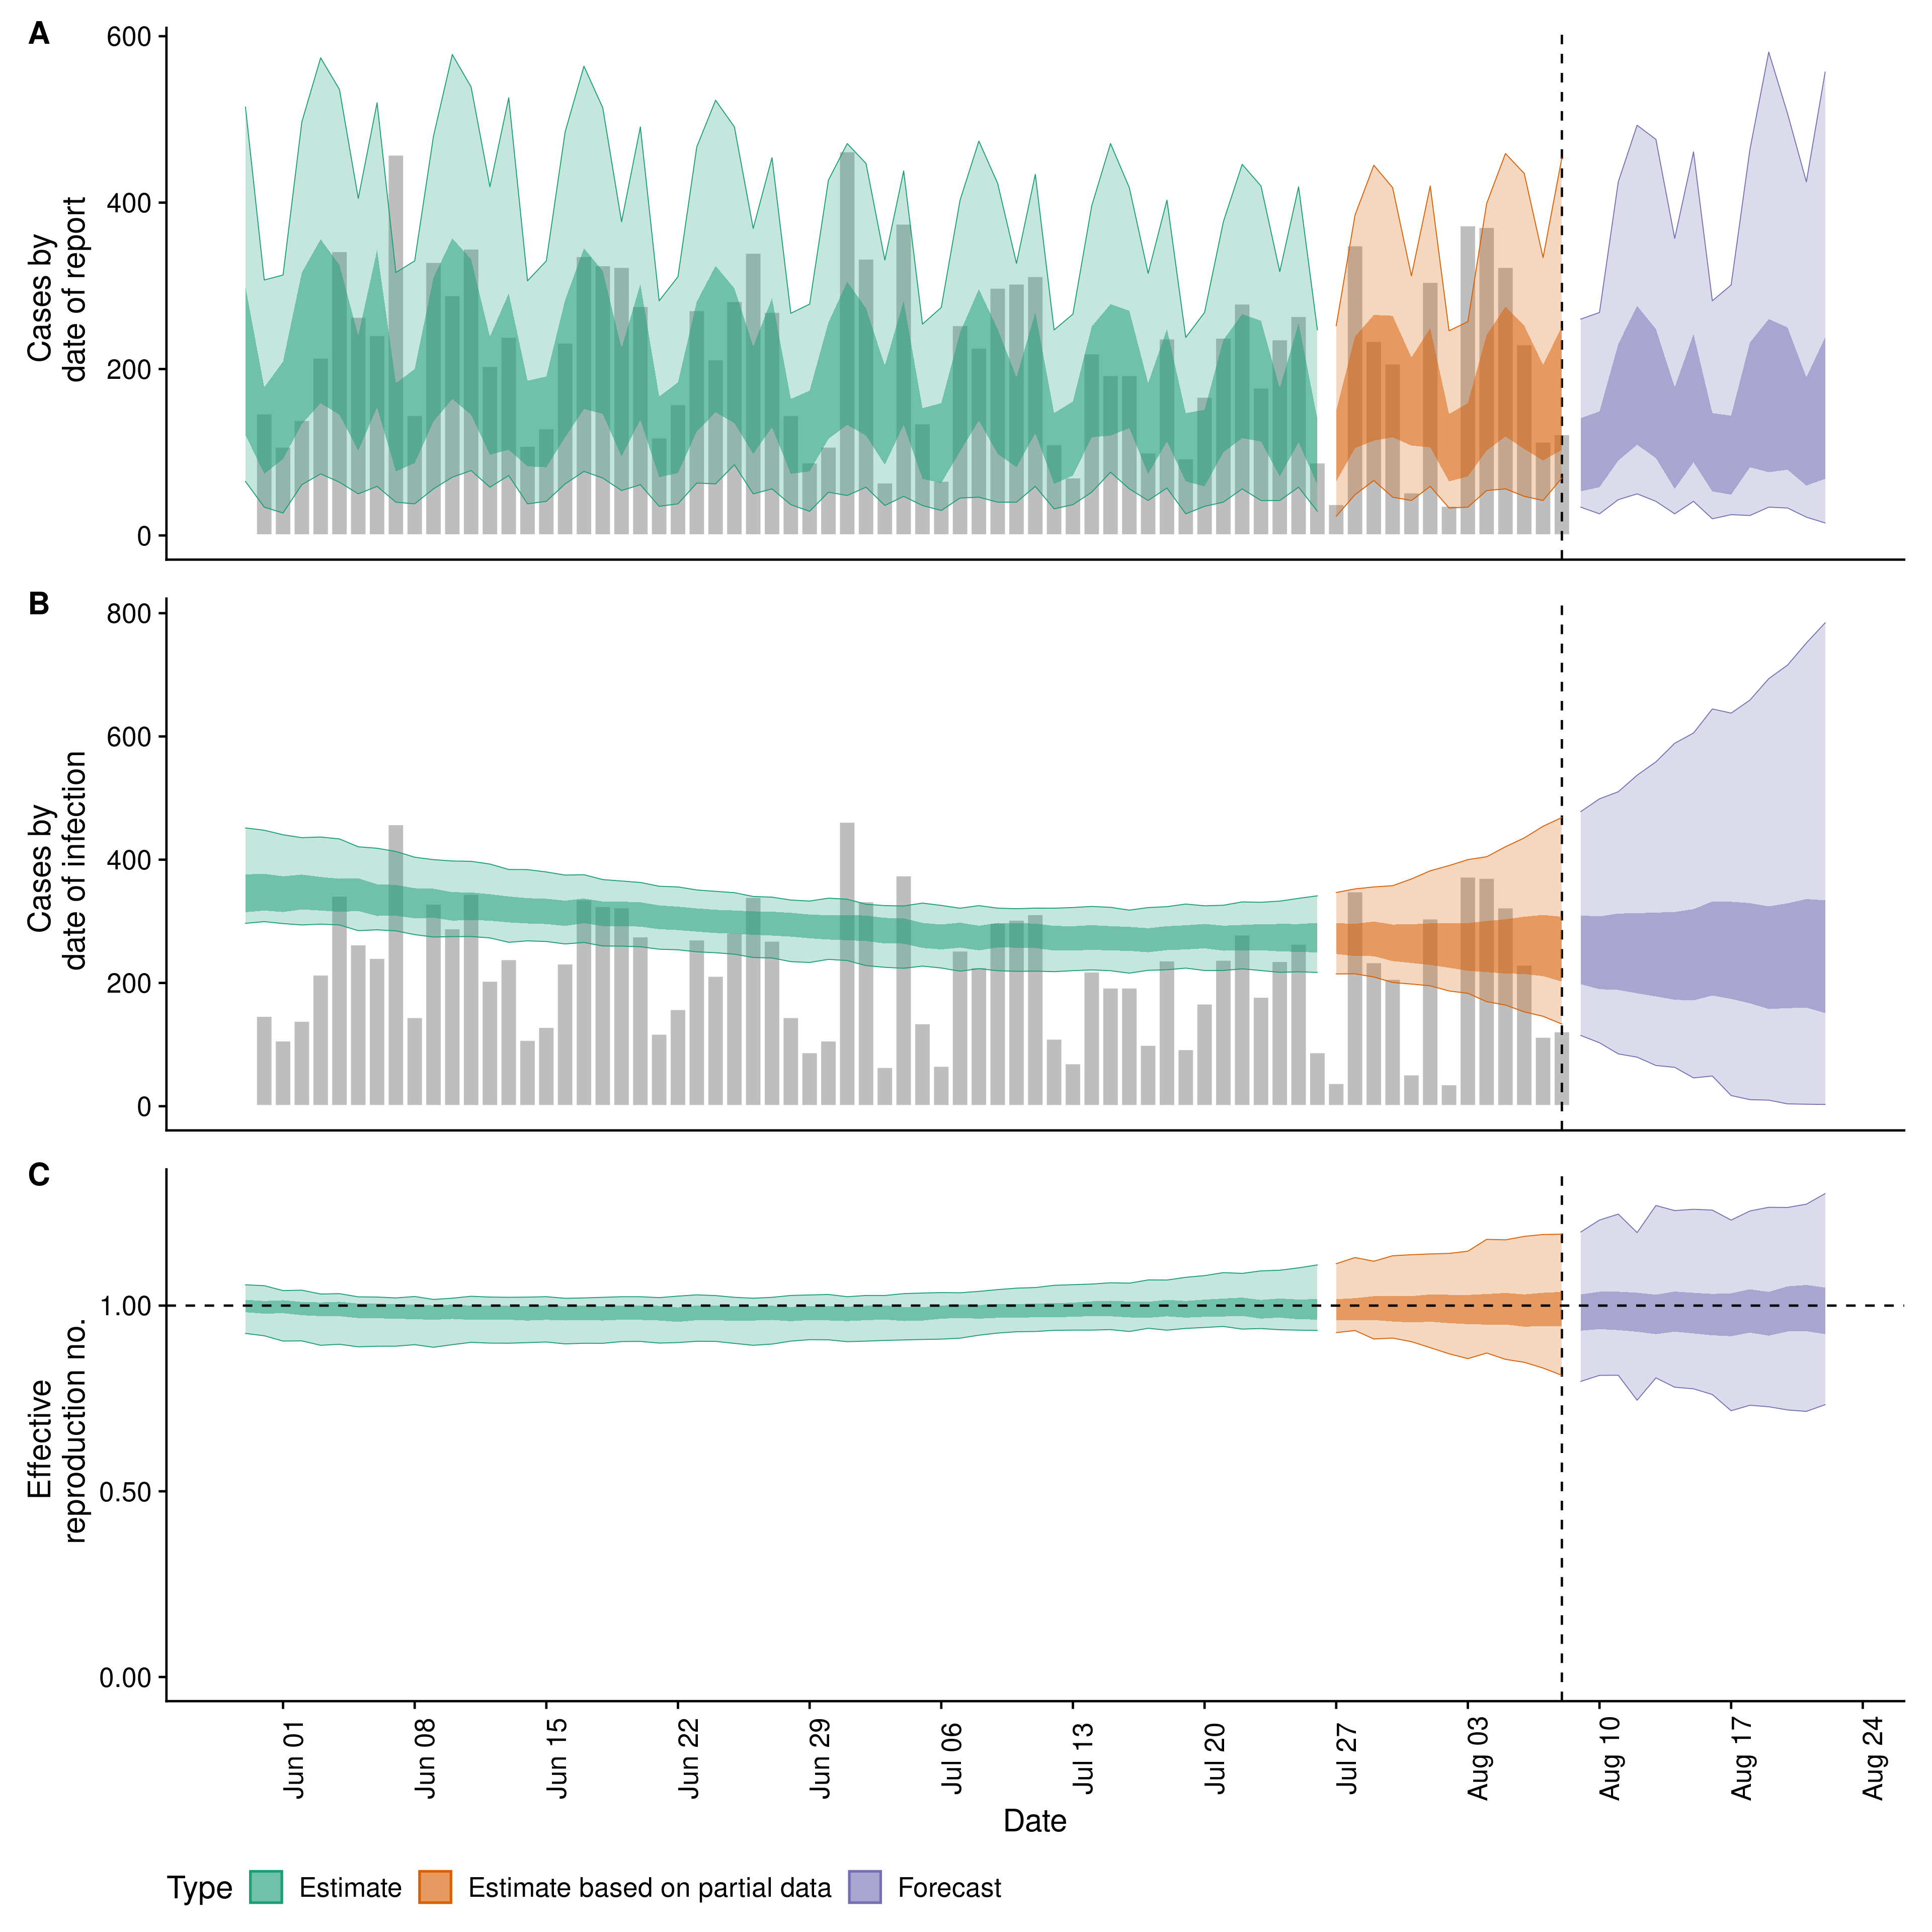 A
600
400
200
0
Cases by
date of report
B
800
600
400
200
0
Cases by
date of infection
C
1.00
0.50
0.00
Effective
reproduction no.
Jun 01
Jun 08
Jun 15
Jun 22
Jun 29
Jul 06
Jul 13
Jul 20
Jul 27
Aug 03
Aug 10
Aug 17
Aug 24
Date
Type Estimate Estimate based on partial data Forecast